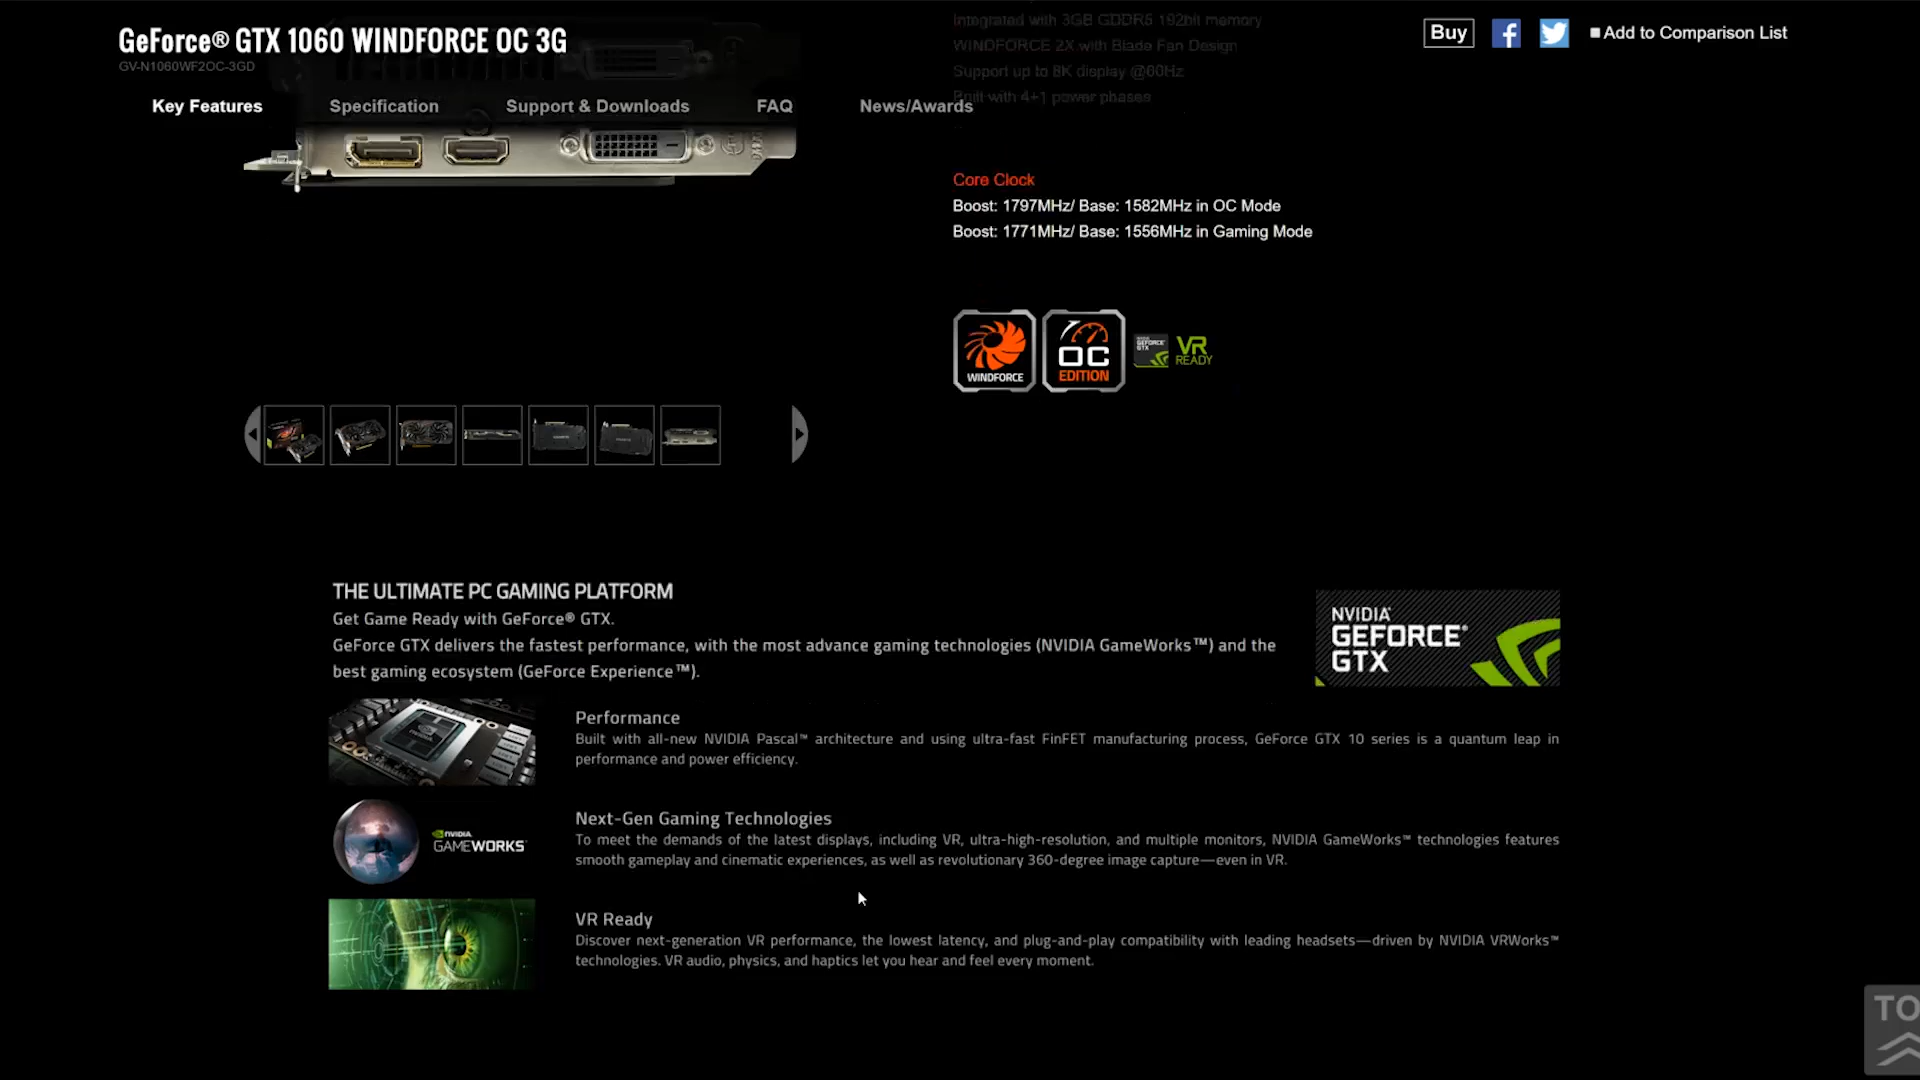 GeForce® GTX 1060 WINDFORCE OC 3G
GV-N1060WF2OC-3GD
Integrated with 3GB GDDR5 192bit memory
WINDFORCE 2X with Blade Fan Design
Support up to 8K display @60Hz
Built with 4+1 power phases
Buy
Add to Comparison List
Key Features
Specification
Support & Downloads
FAQ
News/Awards
Core Clock
Boost: 1797MHz/ Base: 1582MHz in OC Mode
Boost: 1771MHz/ Base: 1556MHz in Gaming Mode
WINDFORCE
OC
EDITION
GEFORCE
GTX
VR
READY
THE ULTIMATE PC GAMING PLATFORM
Get Game Ready with GeForce® GTX.
GeForce GTX delivers the fastest performance, with the most advance gaming technologies (NVIDIA GameWorks™) and the
best gaming ecosystem (GeForce Experience™).
NVIDIA
GEFORCE®
GTX
Performance
Built with all-new NVIDIA Pascal™ architecture and using ultra-fast FinFET manufacturing process, GeForce GTX 10 series is a quantum leap in
performance and power efficiency.
NVIDIA
GAMEWORKS
Next-Gen Gaming Technologies
To meet the demands of the latest displays, including VR, ultra-high-resolution, and multiple monitors, NVIDIA GameWorks™ technologies features
smooth gameplay and cinematic experiences, as well as revolutionary 360-degree image capture—even in VR.
VR Ready
Discover next-generation VR performance, the lowest latency, and plug-and-play compatibility with leading headsets—driven by NVIDIA VRWorks™
technologies. VR audio, physics, and haptics let you hear and feel every moment.
TO